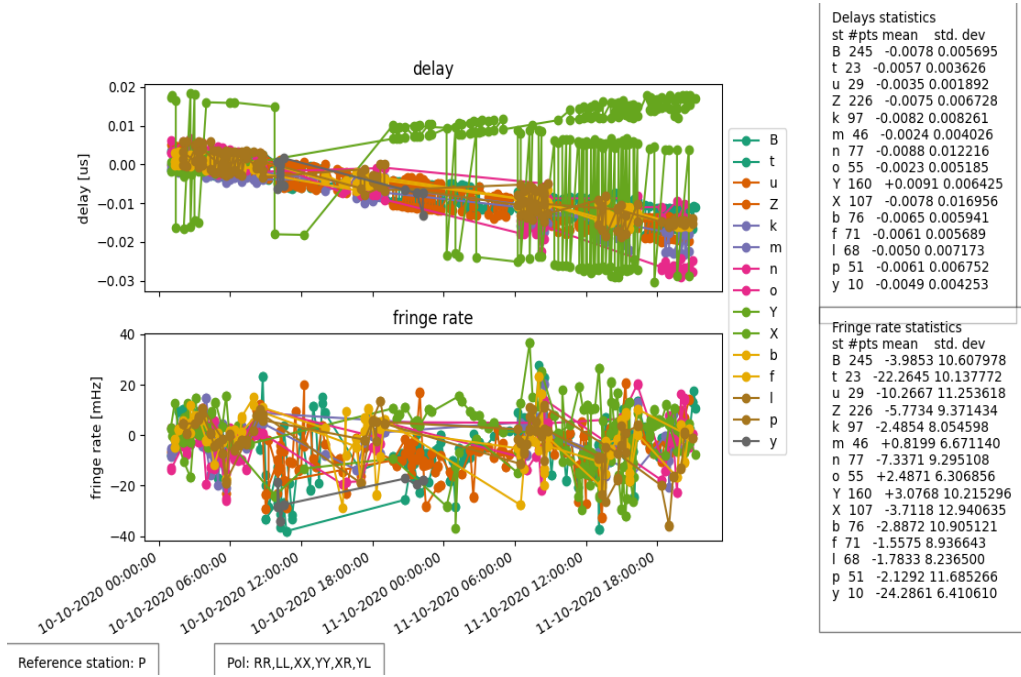 delay
0.02
0.01
0.00
−0.01
−0.02
−0.03
delay [us]
fringe rate
40
20
0
−20
−40
fringe rate [mHz]
10-10-2020 00:00:00
10-10-2020 06:00:00
10-10-2020 12:00:00
10-10-2020 18:00:00
11-10-2020 00:00:00
11-10-2020 06:00:00
11-10-2020 12:00:00
11-10-2020 18:00:00
B
t
u
Z
k
m
n
o
Y
X
b
f
l
p
y
Delays statistics
st #pts mean std. dev
B 245 -0.0078 0.005695
t 23 -0.0057 0.003626
u 29 -0.0035 0.001892
Z 226 -0.0075 0.006728
k 97 -0.0082 0.008261
m 46 -0.0024 0.004026
n 77 -0.0088 0.012216
o 55 -0.0023 0.005185
Y 160 +0.0091 0.006425
X 107 -0.0078 0.016956
b 76 -0.0065 0.005941
f 71 -0.0061 0.005689
l 68 -0.0050 0.007173
p 51 -0.0061 0.006752
y 10 -0.0049 0.004253
Fringe rate statistics
st #pts mean std. dev
B 245 -3.9853 10.607978
t 23 -22.2645 10.137772
u 29 -10.2667 11.253618
Z 226 -5.7734 9.371434
k 97 -2.4854 8.054598
m 46 +0.8199 6.671140
n 77 -7.3371 9.295108
o 55 +2.4871 6.306856
Y 160 +3.0768 10.215296
X 107 -3.7118 12.940635
b 76 -2.8872 10.905121
f 71 -1.5575 8.936643
l 68 -1.7833 8.236500
p 51 -2.1292 11.685266
y 10 -24.2861 6.410610
Reference station: P
Pol: RR,LL,XX,YY,XR,YL